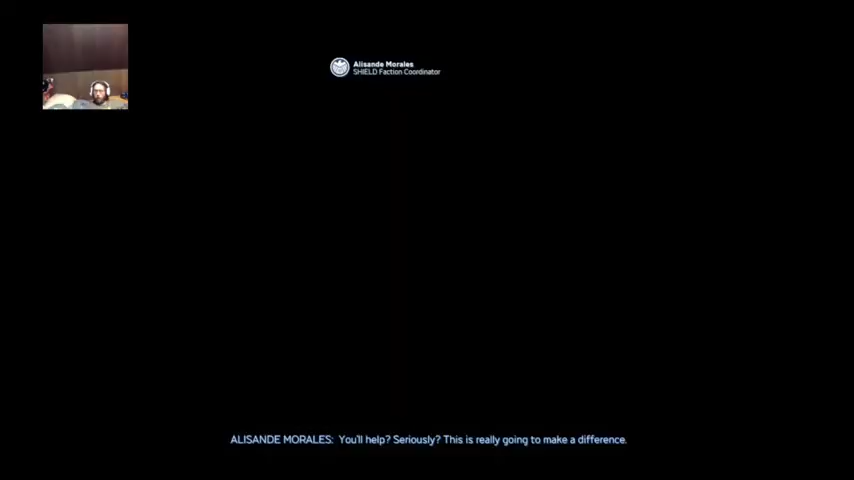 Alisande Morales
SHIELD Faction Coordinator
ALISANDE MORALES: You'll help? Seriously? This is really going to make a difference.